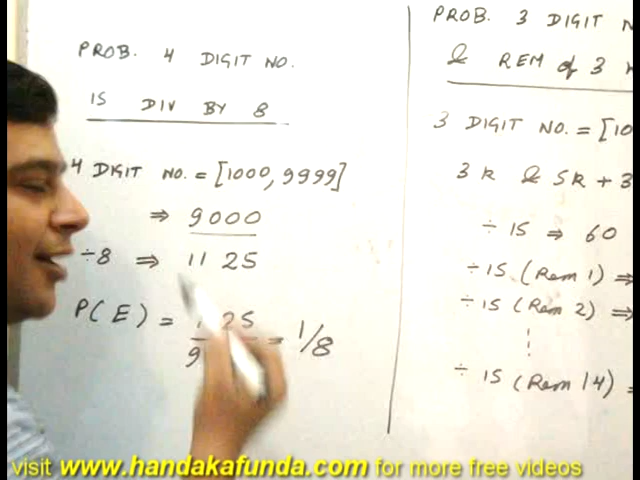 PROB. 4 DIGIT NO.
IS DIV BY 8
4 DIGIT NO. = [1000, 9999]
⇒ 9000
÷8 ⇒ 1125
P(E) = 25 = 1/8
9
PROB. 3 DIGIT
& REM of 3
3 DIGIT NO. = [10
3K & 5K + 3
÷ 15 ⇒ 60
÷ 15 (Rem 1) ⇒
÷ 15 (Rem 2) ⇒
÷ 15 (Rem 14) =
visit www.handakafunda.com for more free videos